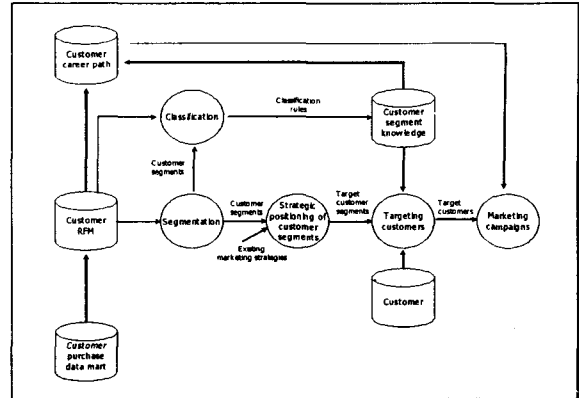 Customer
career path
Classification
Classification
rules
Customer
segment
knowledge
Customer
segments
Customer
RFM
Segmentation
Customer
segments
Existing
marketing strategies
Strategic
positioning of
customer
segments
Target
customer
segments
Targeting
customers
Target
customers
Marketing
campaigns
Customer
Customer
purchase
data mart